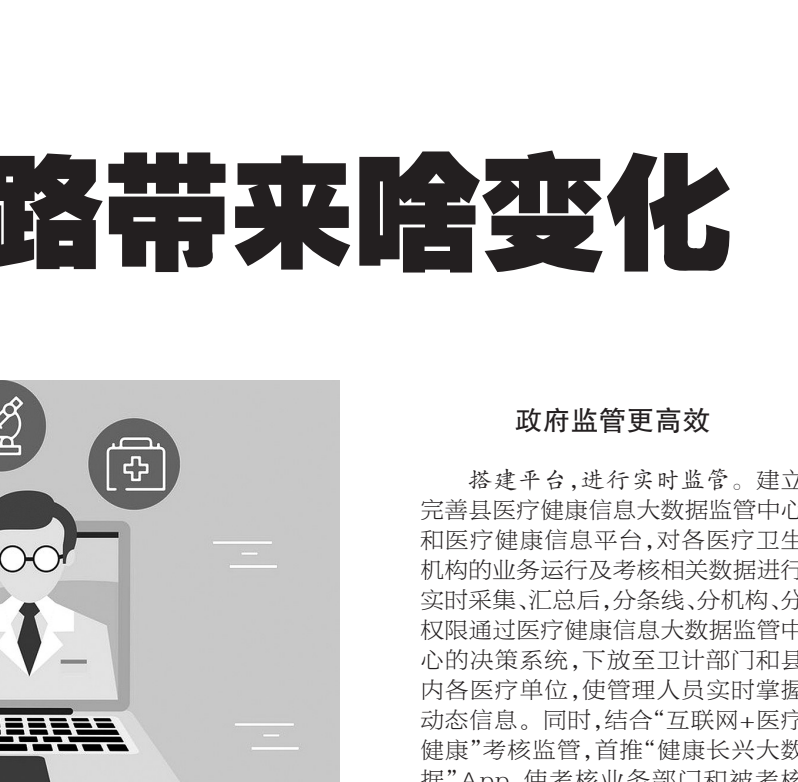 路带来啥变化
政府监管更高效
搭建平台,进行实时监管。建立
完善县医疗健康信息大数据监管中心
和医疗健康信息平台,对各医疗卫生
机构的业务运行及考核相关数据进行
实时采集、汇总后,分条线、分机构、分
权限通过医疗健康信息大数据监管中
心的决策系统,下放至卫计部门和县
内各医疗单位,使管理人员实时掌握
动态信息。同时,结合“互联网+医疗
健康”考核监管,首推“健康长兴大数
据”App,使考核业务部门和被考核